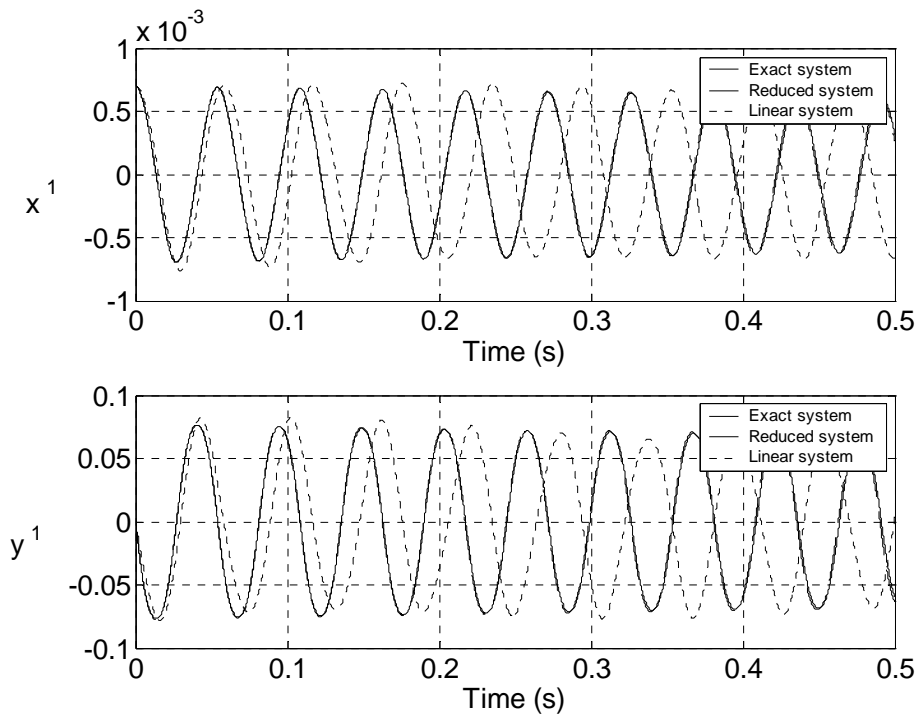 x 10 -3
1
0.5
0
-0.5
-1
x 1
Exact system
Reduced system
Linear system
0 0.1 0.2 0.3 0.4 0.5
Time (s)
0.1
0.05
0
-0.05
-0.1
y 1
Exact system
Reduced system
Linear system
0 0.1 0.2 0.3 0.4 0.5
Time (s)